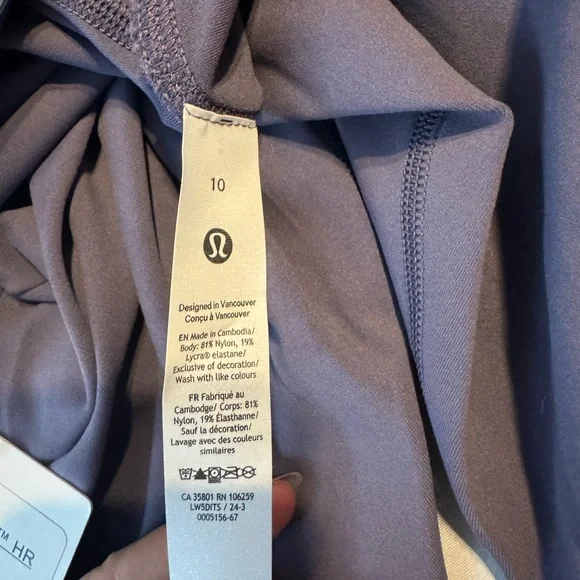 10
Designed in Vancouver
Conçu à Vancouver
EN Made in Cambodia/
Body: 81% Nylon, 19%
Lycra® elastane/
Exclusive of decoration/
Wash with like colours
FR Fabriqué au
Cambodge/ Corps: 81%
Nylon, 19% Élasthanne/
Sauf la décoration/
Lavage avec des couleurs
similaires
CA 35801 RN 106259
LW5DITS / 24-3
0005156-67
™ HR